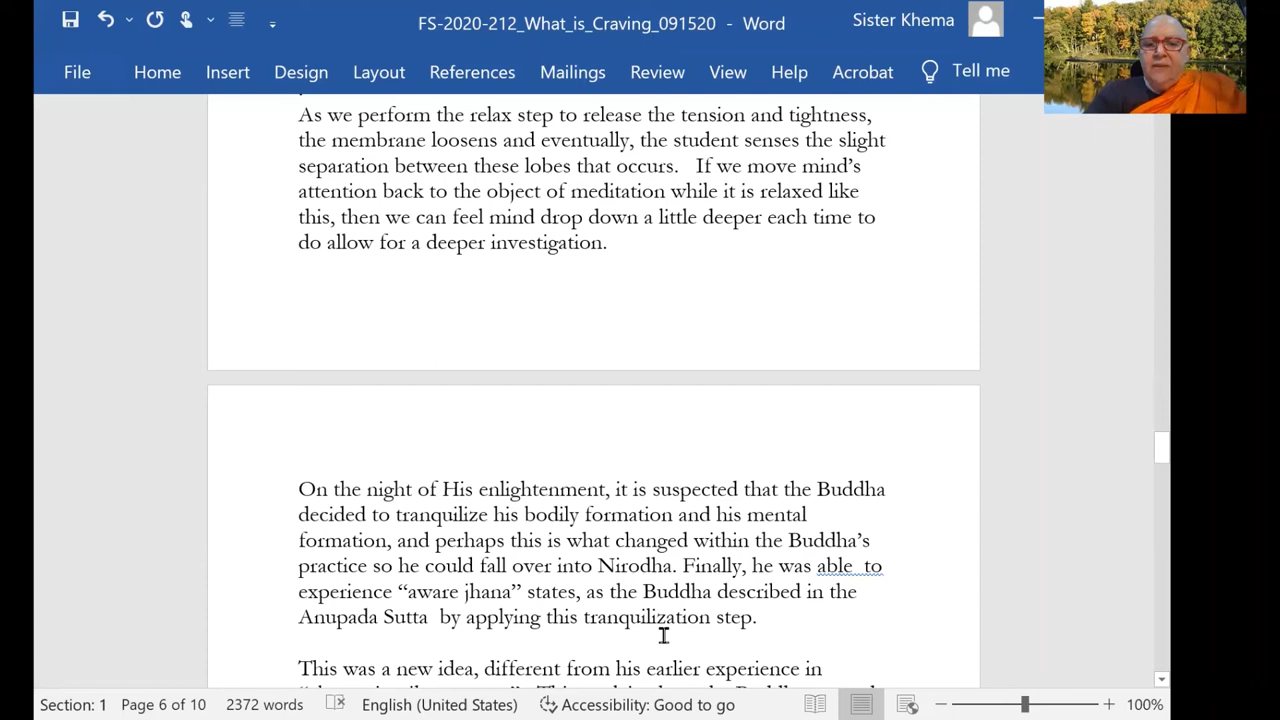 FS-2020-212_What_is_Craving_091520 - Word
Sister Khema
File Home Insert Design Layout References Mailings Review View Help Acrobat Tell me
As we perform the relax step to release the tension and tightness,
the membrane loosens and eventually, the student senses the slight
separation between these lobes that occurs. If we move mind's
attention back to the object of meditation while it is relaxed like
this, then we can feel mind drop down a little deeper each time to
do allow for a deeper investigation.
On the night of His enlightenment, it is suspected that the Buddha
decided to tranquilize his bodily formation and his mental
formation, and perhaps this is what changed within the Buddha's
practice so he could fall over into Nirodha. Finally, he was able to
experience “aware jhana” states, as the Buddha described in the
Anupada Sutta by applying this tranquilization step.
This was a new idea, different from his earlier experience in
Section: 1 Page 6 of 10 2372 words English (United States) Accessibility: Good to go 100%